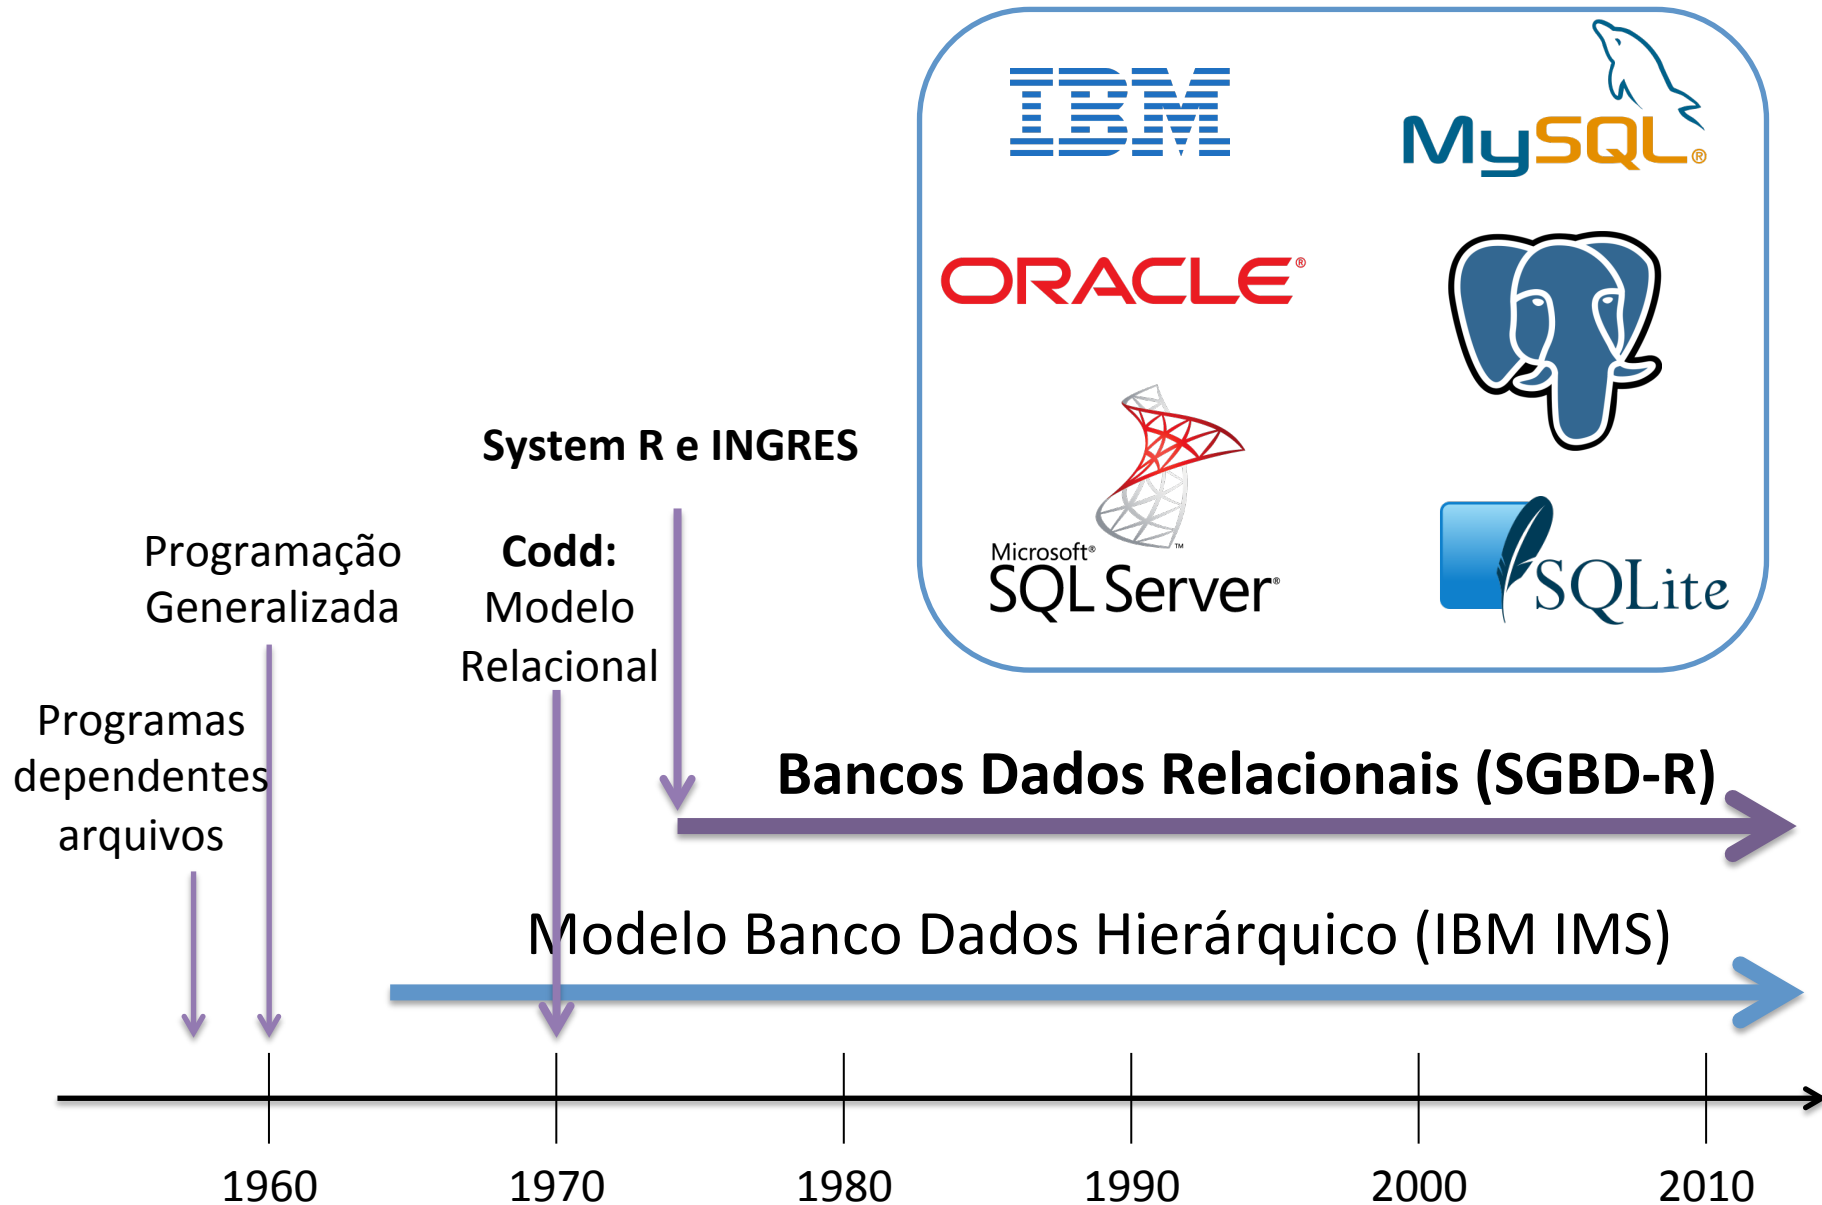 IBM
MySQL®
ORACLE®
Microsoft®
SQL Server®
™
SQLite
System R e INGRES
Programação
Generalizada
Codd:
Modelo
Relacional
Programas
dependentes
arquivos
Bancos Dados Relacionais (SGBD-R)
Modelo Banco Dados Hierárquico (IBM IMS)
1960 1970 1980 1990 2000 2010